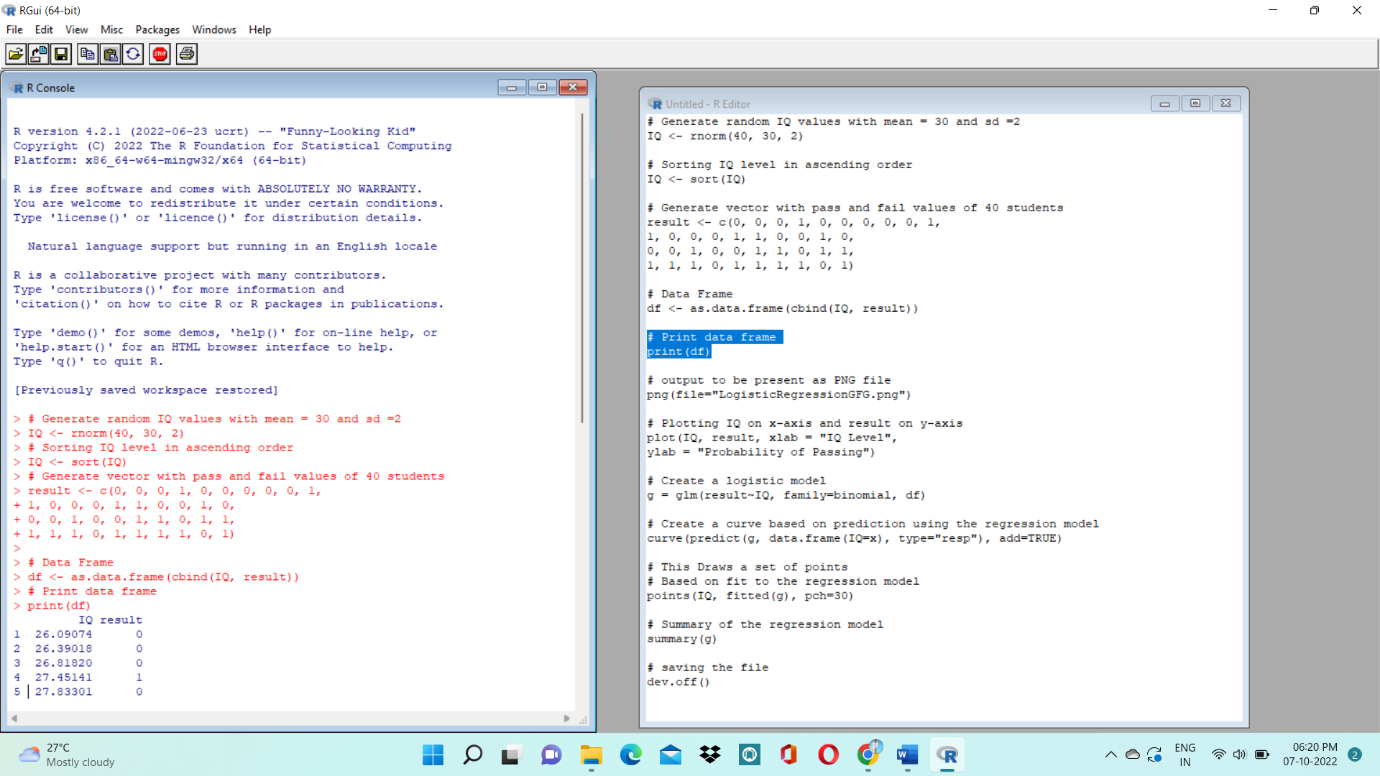 RGui (64-bit)
File Edit View Misc Packages Windows Help
STOP
R Console
R version 4.2.1 (2022-06-23 ucrt) -- "Funny-Looking Kid"
Copyright (C) 2022 The R Foundation for Statistical Computing
Platform: x86_64-w64-mingw32/x64 (64-bit)
R is free software and comes with ABSOLUTELY NO WARRANTY.
You are welcome to redistribute it under certain conditions.
Type 'license()' or 'licence()' for distribution details.
Natural language support but running in an English locale
R is a collaborative project with many contributors.
Type 'contributors()' for more information and
'citation()' on how to cite R or R packages in publications.
Type 'demo()' for some demos, 'help()' for on-line help, or
'help.start()' for an HTML browser interface to help.
Type 'q()' to quit R.
[Previously saved workspace restored]
> # Generate random IQ values with mean = 30 and sd =2
> IQ <- rnorm(40, 30, 2)
> # Sorting IQ level in ascending order
> IQ <- sort(IQ)
> # Generate vector with pass and fail values of 40 students
> result <- c(0, 0, 0, 1, 0, 0, 0, 0, 0, 1,
+ 1, 0, 0, 0, 1, 1, 0, 0, 1, 0,
+ 0, 0, 1, 0, 0, 1, 1, 0, 1, 1,
+ 1, 1, 1, 0, 1, 1, 1, 1, 0, 1)
>
> # Data Frame
> df <- as.data.frame(cbind(IQ, result))
> # Print data frame
> print(df)
IQ result
1 26.09074 0
2 26.39018 0
3 26.81820 0
4 27.45141 1
5 27.83301 0
Untitled - R Editor
# Generate random IQ values with mean = 30 and sd =2
IQ <- rnorm(40, 30, 2)
# Sorting IQ level in ascending order
IQ <- sort(IQ)
# Generate vector with pass and fail values of 40 students
result <- c(0, 0, 0, 1, 0, 0, 0, 0, 0, 1,
1, 0, 0, 0, 1, 1, 0, 0, 1, 0,
0, 0, 1, 0, 0, 1, 1, 0, 1, 1,
1, 1, 1, 0, 1, 1, 1, 1, 0, 1)
# Data Frame
df <- as.data.frame(cbind(IQ, result))
# Print data frame
print(df)
# output to be present as PNG file
png(file="LogisticRegressionGFG.png")
# Plotting IQ on x-axis and result on y-axis
plot(IQ, result, xlab = "IQ Level",
ylab = "Probability of Passing")
# Create a logistic model
g = glm(result~IQ, family=binomial, df)
# Create a curve based on prediction using the regression model
curve(predict(g, data.frame(IQ=x), type="resp"), add=TRUE)
# This Draws a set of points
# Based on fit to the regression model
points(IQ, fitted(g), pch=30)
# Summary of the regression model
summary(g)
# saving the file
dev.off()
27°C
Mostly cloudy
ENG
IN
06:20 PM
07-10-2022
2